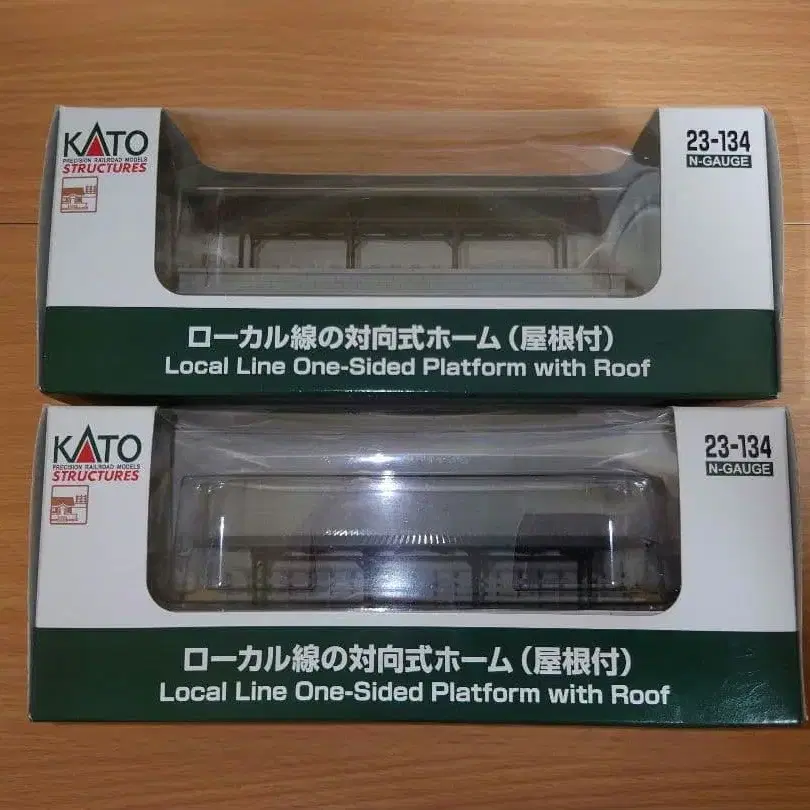 KATO
PRECISION RAILROAD MODELS
STRUCTURES
23-134
N-GAUGE
ローカル線の対向式ホーム（屋根付）
Local Line One-Sided Platform with Roof
KATO
PRECISION RAILROAD MODELS
STRUCTURES
23-134
N-GAUGE
ローカル線の対向式ホーム（屋根付）
Local Line One-Sided Platform with Roof